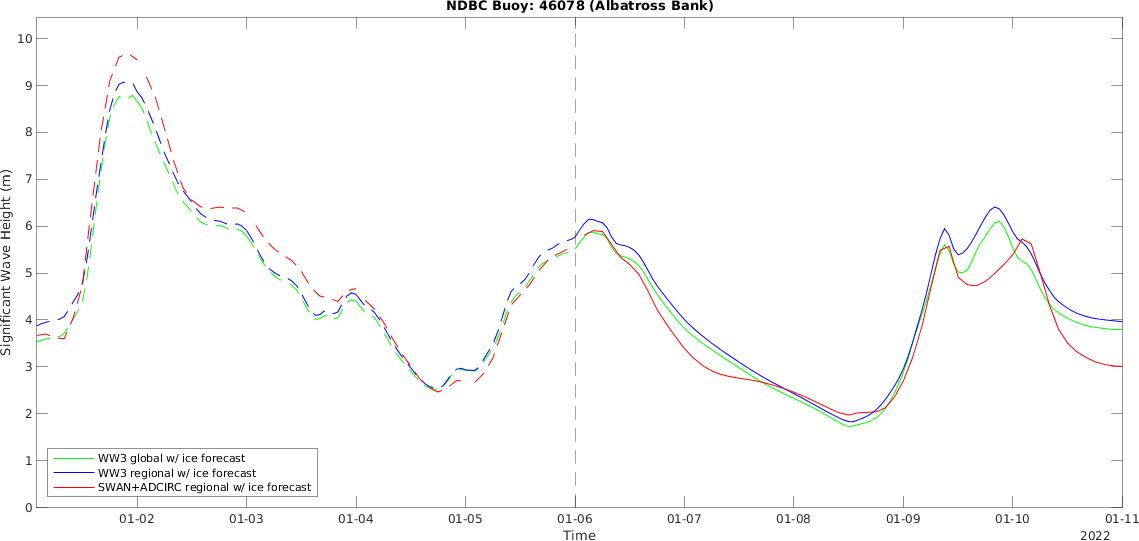 NDBC Buoy: 46078 (Albatross Bank)
Significant Wave Height (m)
10
9
8
7
6
5
4
3
2
1
0
WW3 global w/ ice forecast
WW3 regional w/ ice forecast
SWAN+ADCIRC regional w/ ice forecast
01-02 01-03 01-04 01-05 01-06 01-07 01-08 01-09 01-10 01-11
Time
2022